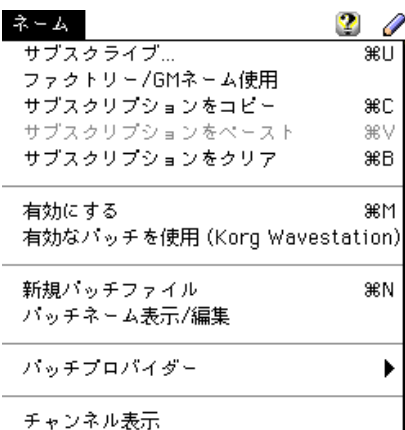 ネーム
サブスクライブ... ⌘U
ファクトリー/GMネーム使用
サブスクリプションをコピー ⌘C
サブスクリプションをペースト ⌘V
サブスクリプションをクリア ⌘B
有効にする ⌘M
有効なパッチを使用 (Korg Wavestation)
新規パッチファイル ⌘N
パッチネーム表示/編集
パッチプロバイダー
チャンネル表示